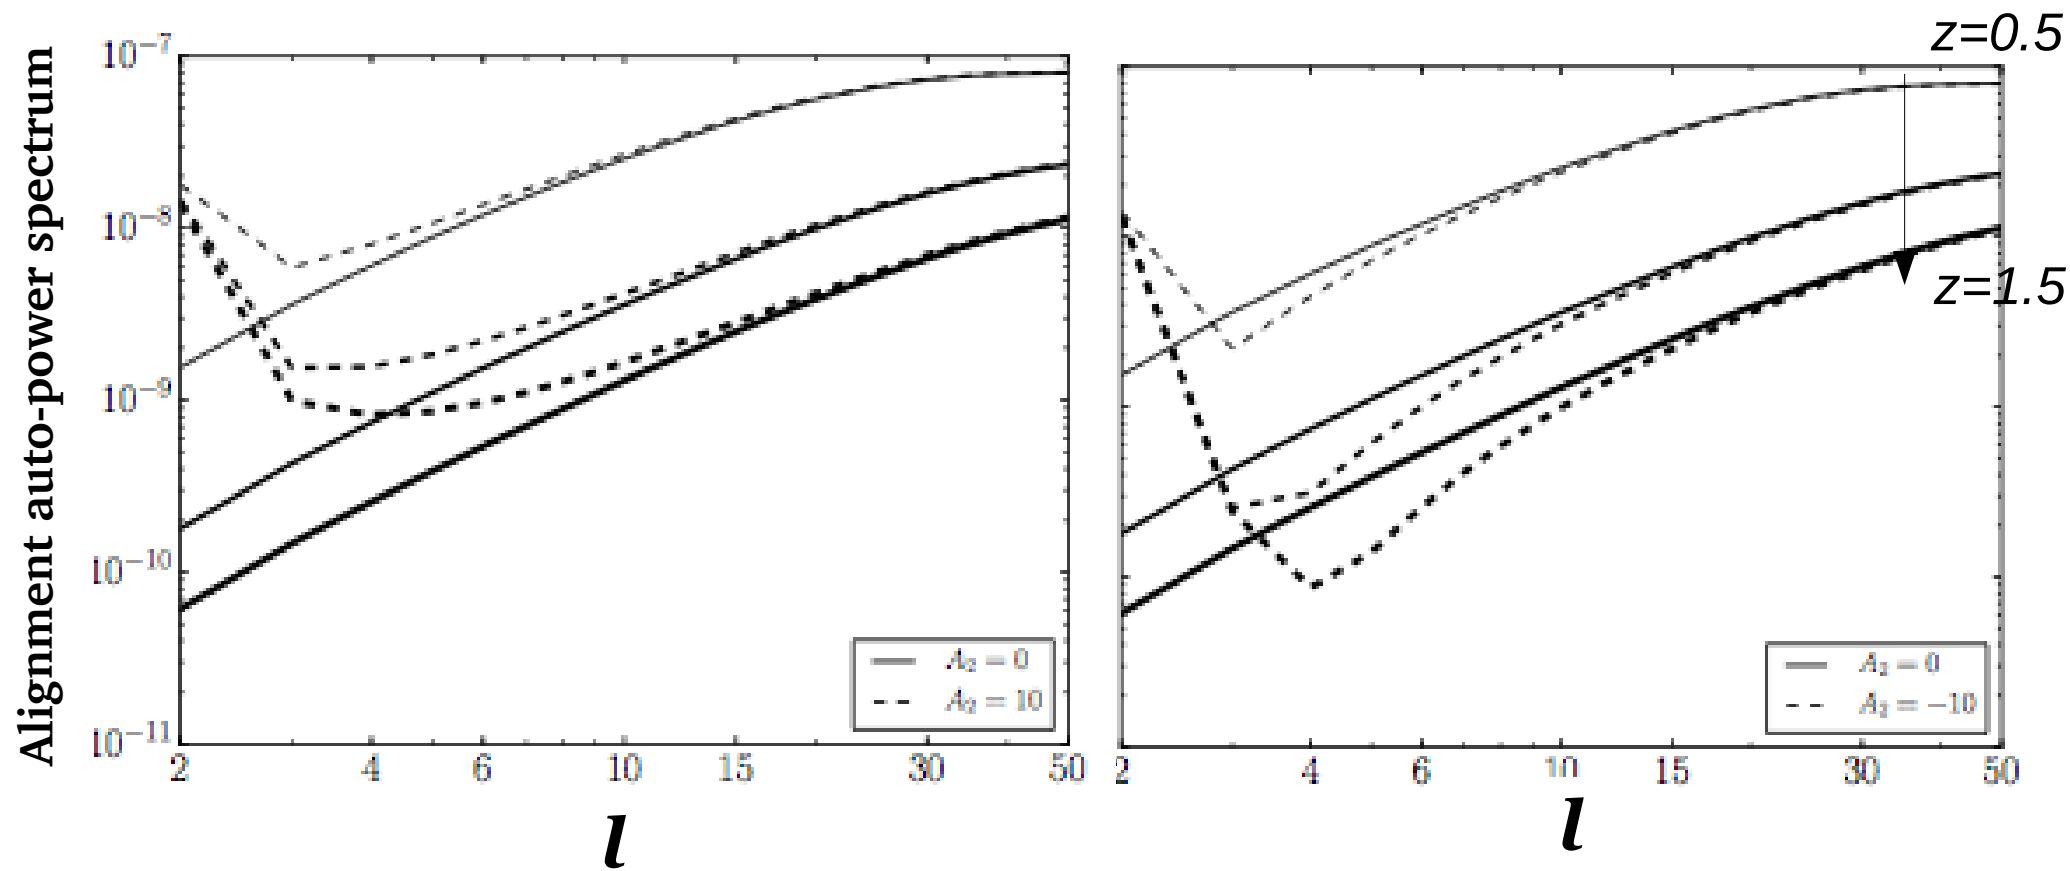 Alignment auto-power spectrum
10⁻⁷
10⁻⁸
10⁻⁹
10⁻¹⁰
10⁻¹¹
2 4 6 10 15 30 50
l
A₂ = 0
A₂ = 10
z=0.5
z=1.5
2 4 6 10 15 30 50
l
A₂ = 0
A₂ = −10